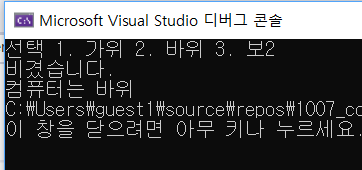 Microsoft Visual Studio 디버그 콘솔
선택 1. 가위 2. 바위 3. 보2
비겼습니다.
컴퓨터는 바위
C:\Users\guest1\source\repos\1007_co
이 창을 닫으려면 아무 키나 누르세요.